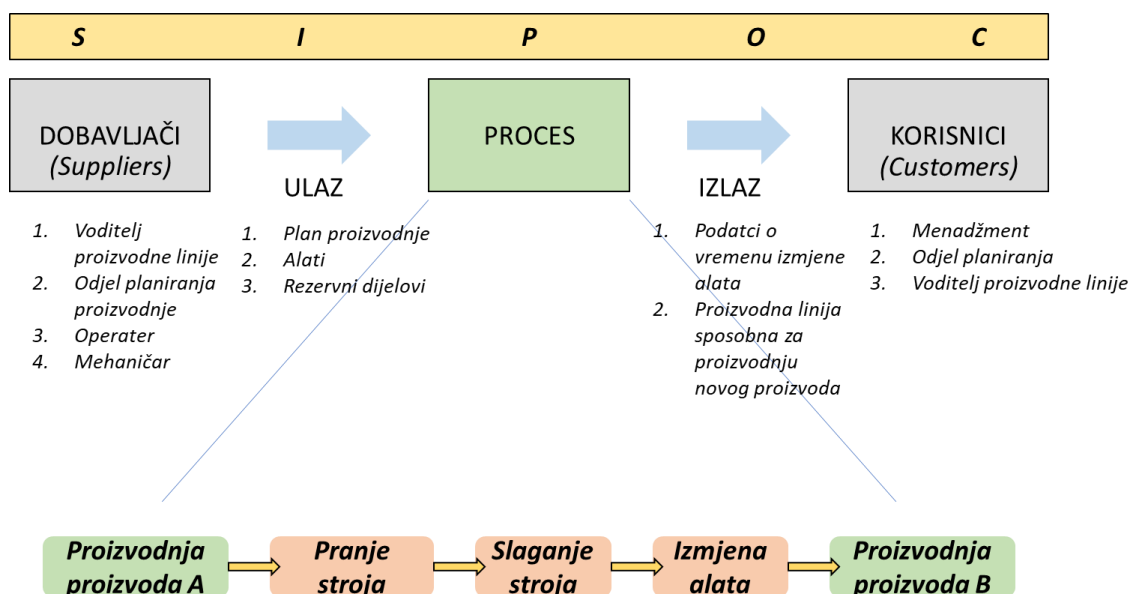 S I P O C
DOBAVLJAČI
(Suppliers)
ULAZ
PROCES
IZLAZ
KORISNICI
(Customers)
1. Voditelj
proizvodne linije
2. Odjel planiranja
proizvodnje
3. Operater
4. Mehaničar
1. Plan proizvodnje
2. Alati
3. Rezervni dijelovi
1. Podatci o
vremenu izmjene
alata
2. Proizvodna linija
sposobna za
proizvodnju
novog proizvoda
1. Menadžment
2. Odjel planiranja
3. Voditelj proizvodne linije
Proizvodnja
proizvoda A
Pranje
stroja
Slaganje
stroja
Izmjena
alata
Proizvodnja
proizvoda B